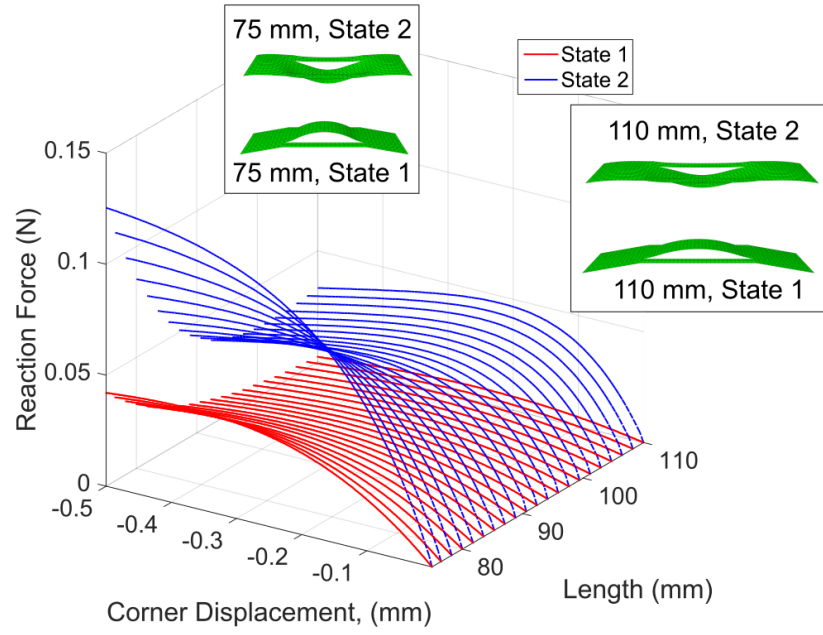 75 mm, State 2
75 mm, State 1
State 1
State 2
110 mm, State 2
110 mm, State 1
0.15
0.1
0.05
0
Reaction Force (N)
-0.5
-0.4
-0.3
-0.2
-0.1
Corner Displacement, (mm)
80
90
100
110
Length (mm)